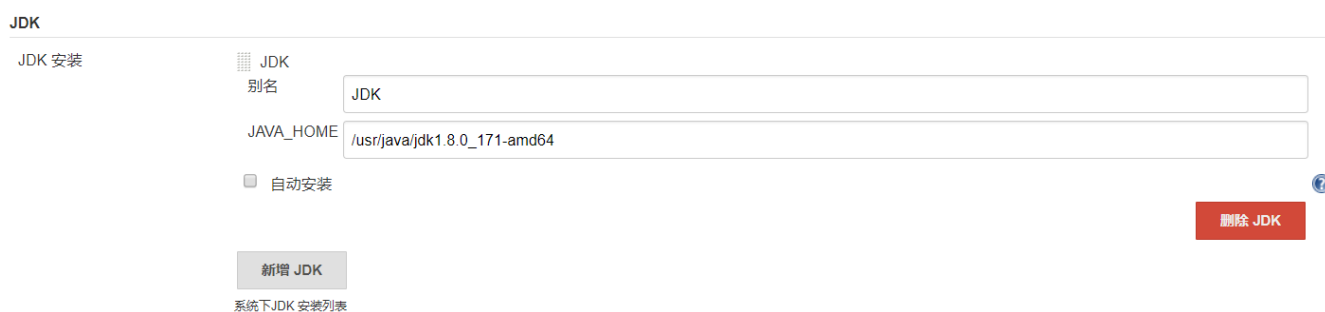 JDK
JDK 安装
JDK
别名
JDK
JAVA_HOME
/usr/java/jdk1.8.0_171-amd64
自动安装
删除 JDK
新增 JDK
系统下JDK 安装列表